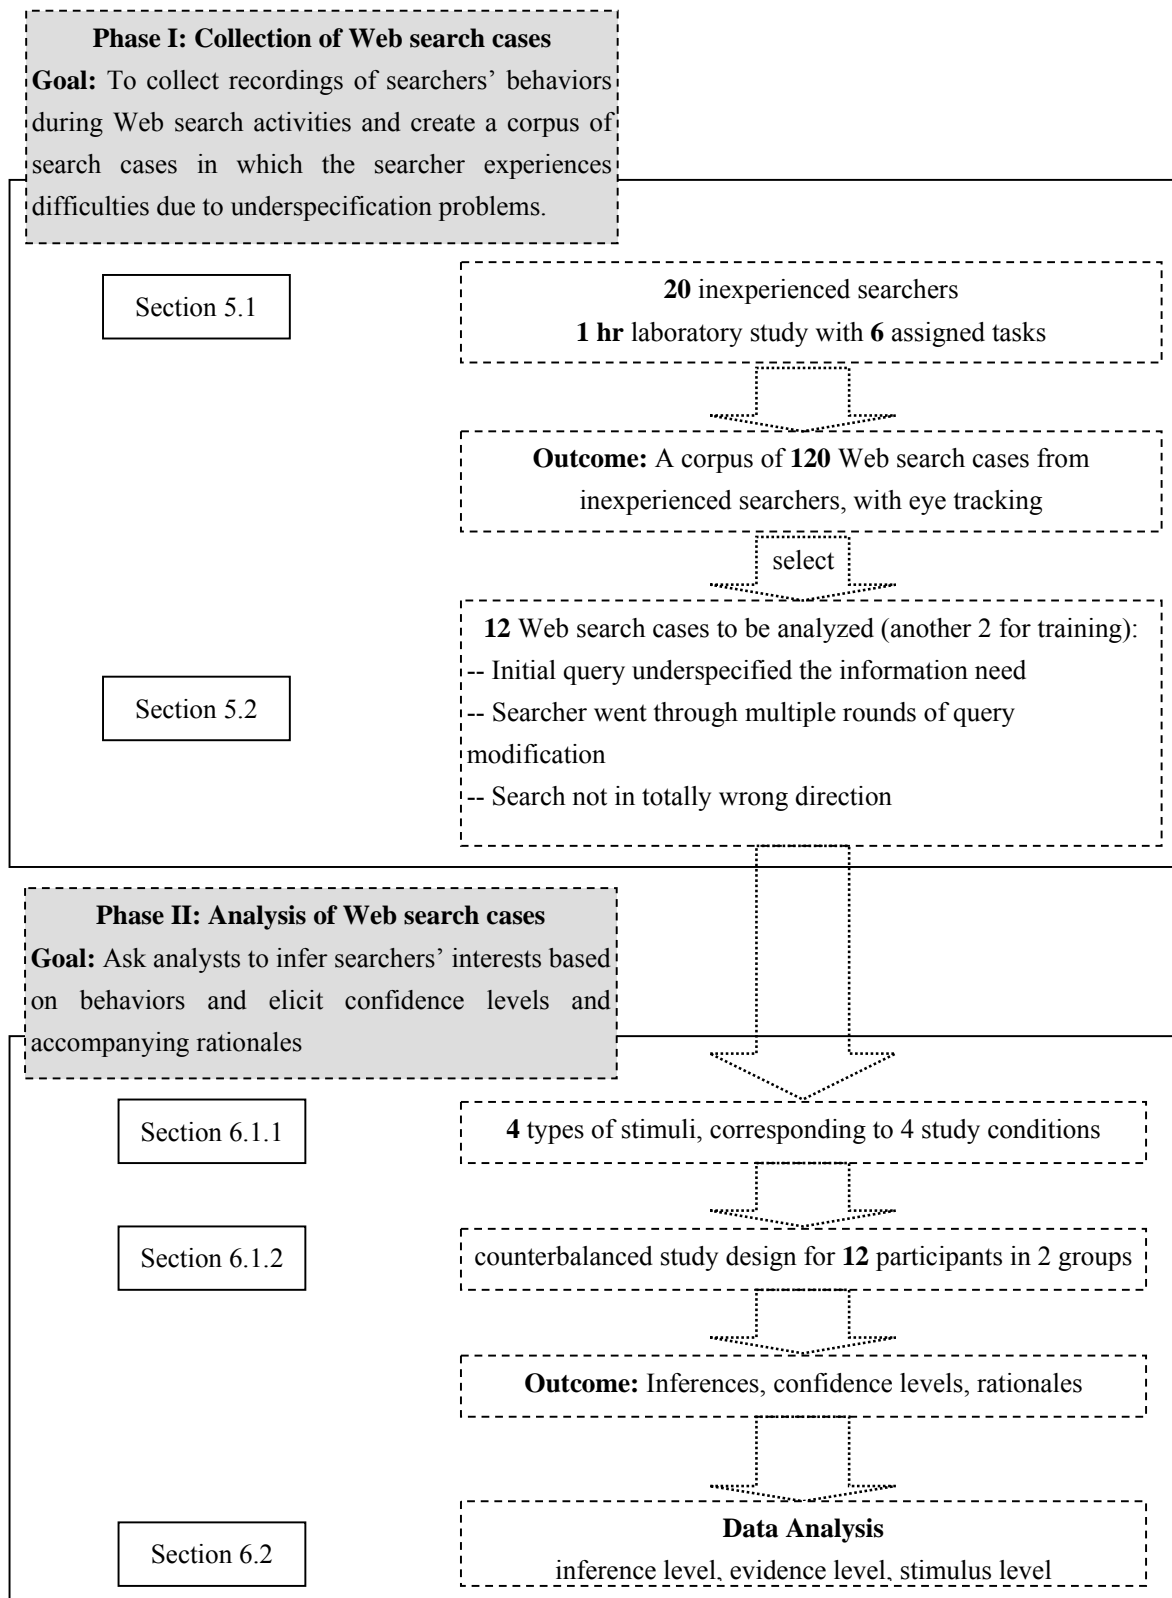 Phase I: Collection of Web search cases
Goal: To collect recordings of searchers’ behaviors
during Web search activities and create a corpus of
search cases in which the searcher experiences
difficulties due to underspecification problems.
Section 5.1
20 inexperienced searchers
1 hr laboratory study with 6 assigned tasks
Outcome: A corpus of 120 Web search cases from
inexperienced searchers, with eye tracking
select
12 Web search cases to be analyzed (another 2 for training):
-- Initial query underspecified the information need
Section 5.2
-- Searcher went through multiple rounds of query
modification
-- Search not in totally wrong direction
Phase II: Analysis of Web search cases
Goal: Ask analysts to infer searchers’ interests based
on behaviors and elicit confidence levels and
accompanying rationales
Section 6.1.1
4 types of stimuli, corresponding to 4 study conditions
Section 6.1.2
counterbalanced study design for 12 participants in 2 groups
Outcome: Inferences, confidence levels, rationales
Section 6.2
Data Analysis
inference level, evidence level, stimulus level